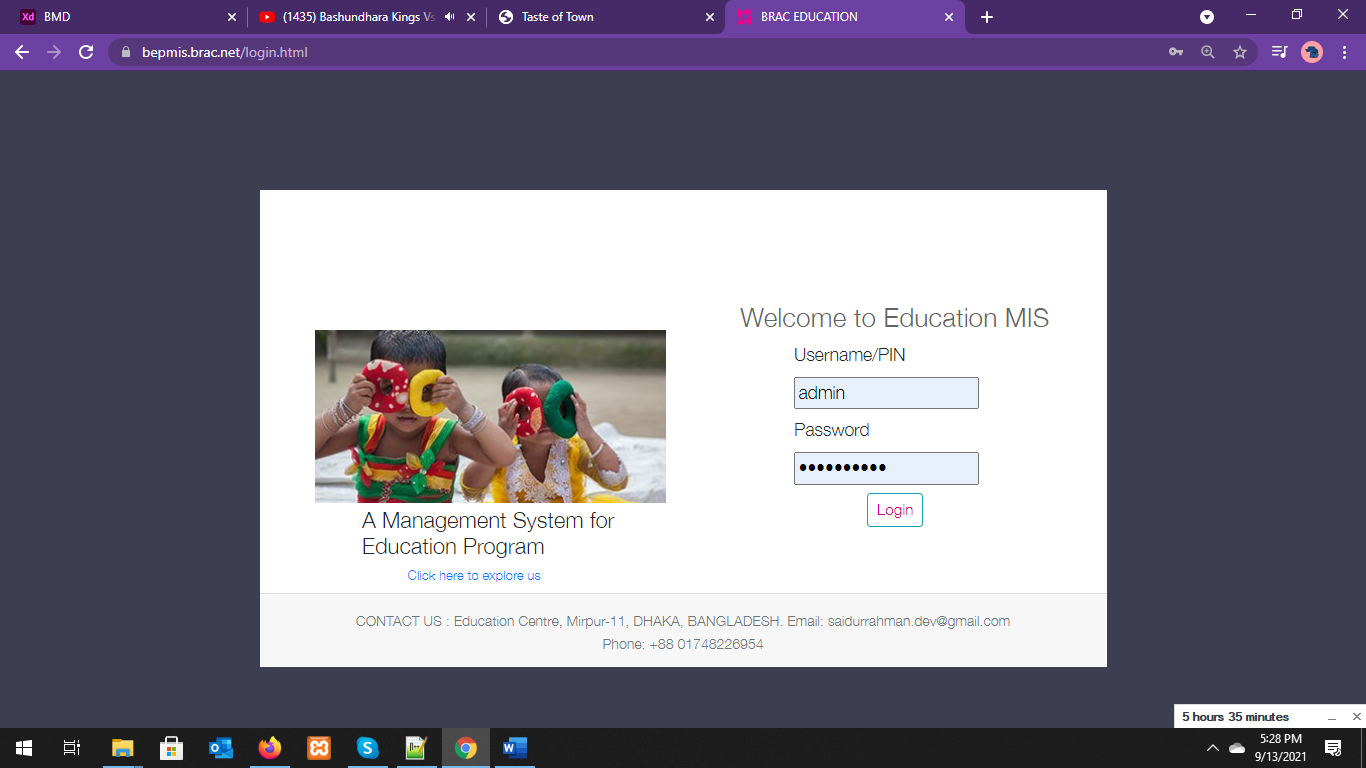 BMD
(1435) Bashundhara Kings Vs
Taste of Town
BRAC EDUCATION
bepmis.brac.net/login.html
Welcome to Education MIS
Username/PIN
admin
Password
Login
A Management System for
Education Program
Click here to explore us
CONTACT US : Education Centre, Mirpur-11, DHAKA, BANGLADESH. Email: saidurrahman.dev@gmail.com
Phone: +88 01748226954
5 hours 35 minutes
5:28 PM
9/13/2021